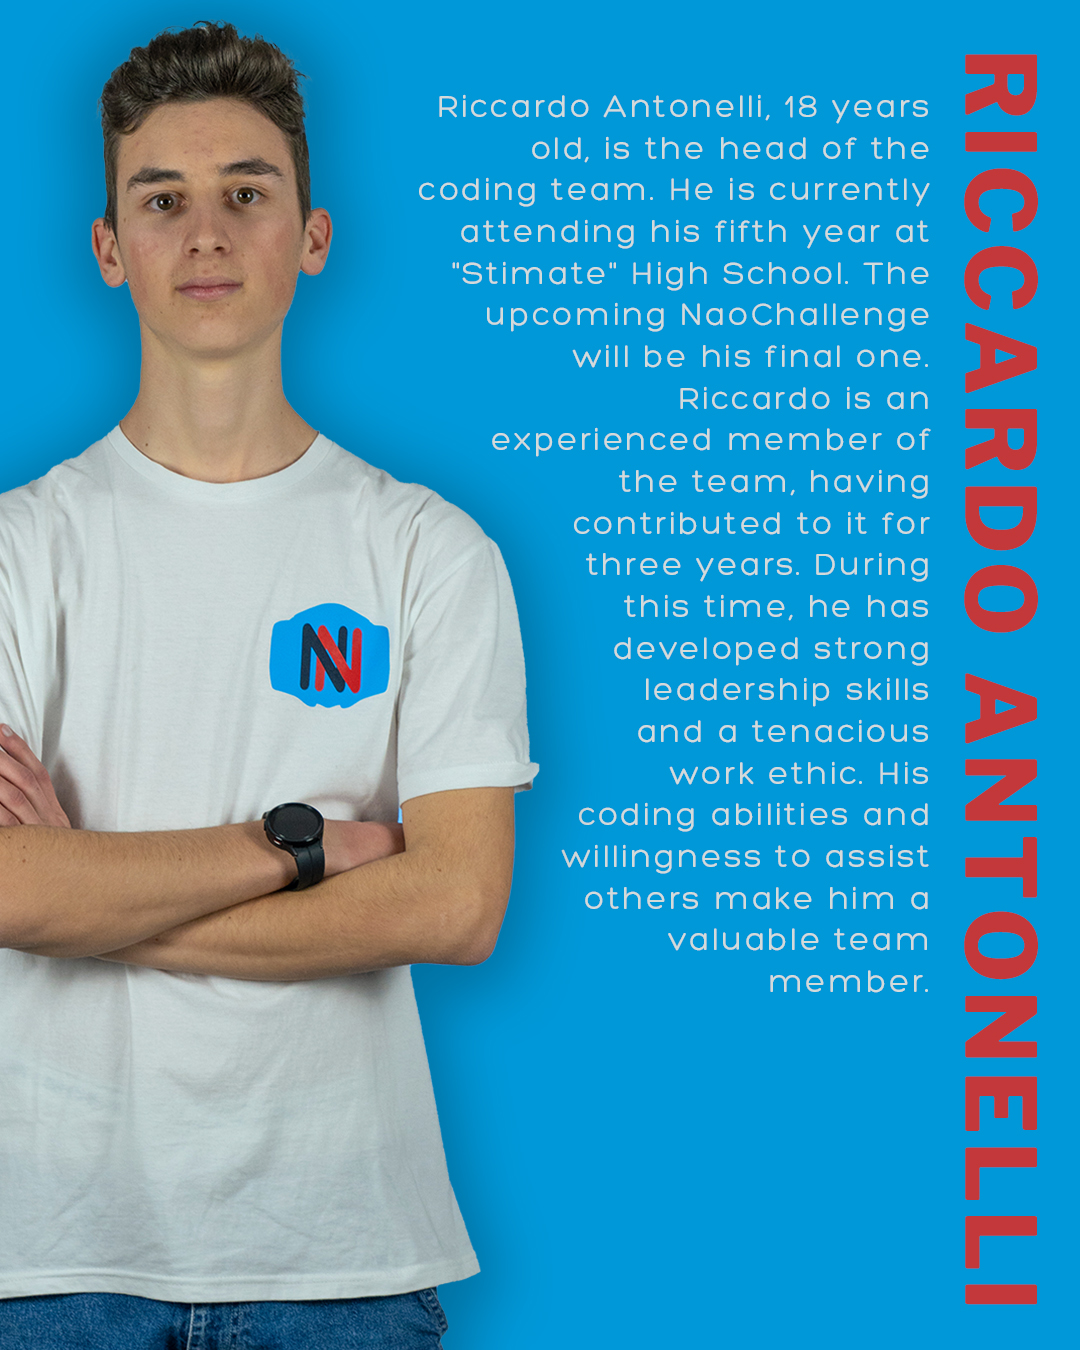 Riccardo Antonelli, 18 years
old, is the head of the
coding team. He is currently
attending his fifth year at
"Stimate" High School. The
upcoming NaoChallenge
will be his final one.
Riccardo is an
experienced member of
the team, having
contributed to it for
three years. During
this time, he has
developed strong
leadership skills
and a tenacious
work ethic. His
coding abilities and
willingness to assist
others make him a
valuable team
member.
RICCARDO ANTONELLI
NN